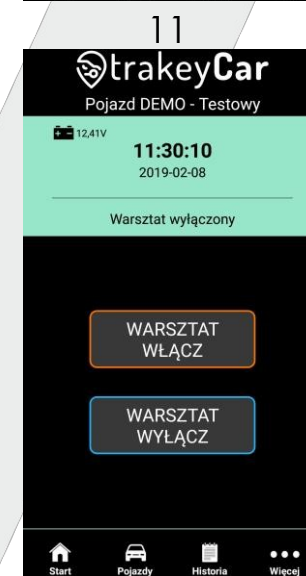 11
trakeyCar
Pojazd DEMO - Testowy
12,41V
11:30:10
2019-02-08
Warsztat wyłączony
WARSZTAT
WŁĄCZ
WARSZTAT
WYŁĄCZ
Start Pojazdy Historia Więcej